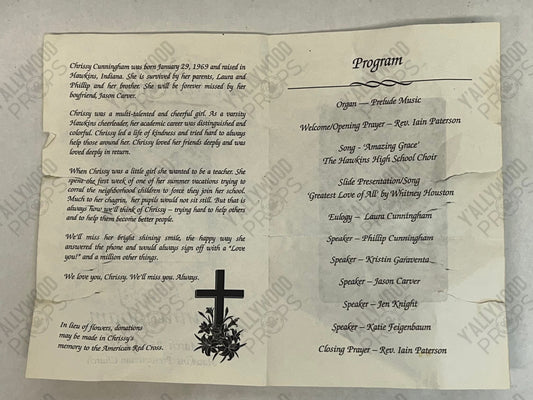 Chrissy Cunningham was born January 29, 1969 and raised in
Hawkins, Indiana. She is survived by her parents, Laura and
Phillip and her brother. She will be forever missed by her
boyfriend, Jason Carver.
Chrissy was a multi-talented and cheerful girl. As a varsity
Hawkins cheerleader, her academic career was distinguished and
colorful. Chrissy led a life of kindness and tried hard to always
help those around her. Chrissy loved her friends deeply and was
loved deeply in return.
When Chrissy was a little girl she wanted to be a teacher. She
spent the first week of one of her summer vacations trying to
corral the neighborhood children to force they join her school.
Much to her chagrin, her pupils would not sit still. But that is
always how we'll think of Chrissy – trying hard to help others
and to help them become better people.
We'll miss her bright shining smile, the happy way she
answered the phone and would always sign off with a "Love
you!" and a million other things.
We love you, Chrissy. We'll miss you. Always.
In lieu of flowers, donations
may be made in Chrissy's
memory to the American Red Cross.
Program
Organ — Prelude Music
Welcome/Opening Prayer – Rev. Iain Paterson
Song - 'Amazing Grace'
The Hawkins High School Choir
Slide Presentation/Song
'Greatest Love of All' by Whitney Houston
Eulogy – Laura Cunningham
Speaker – Phillip Cunningham
Speaker – Kristin Garaventa
Speaker – Jason Carver
Speaker – Jen Knight
Speaker – Katie Feigenbaum
Closing Prayer – Rev. Iain Paterson
Y'ALLYWOOD
PROPS